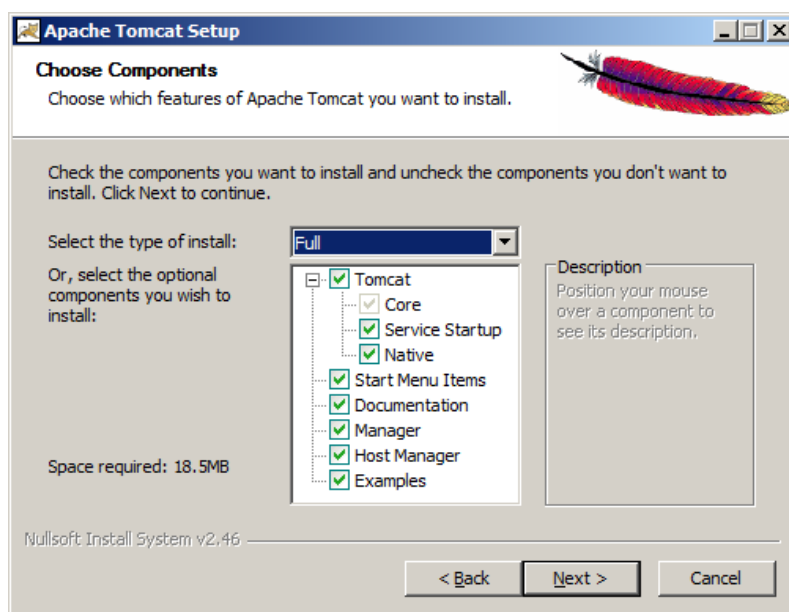 Apache Tomcat Setup
Choose Components
Choose which features of Apache Tomcat you want to install.
Check the components you want to install and uncheck the components you don't want to
install. Click Next to continue.
Select the type of install:
Full
Or, select the optional
components you wish to
install:
Tomcat
Core
Service Startup
Native
Start Menu Items
Documentation
Manager
Host Manager
Examples
Description
Position your mouse
over a component to
see its description.
Space required: 18.5MB
Nullsoft Install System v2.46
< Back
Next >
Cancel